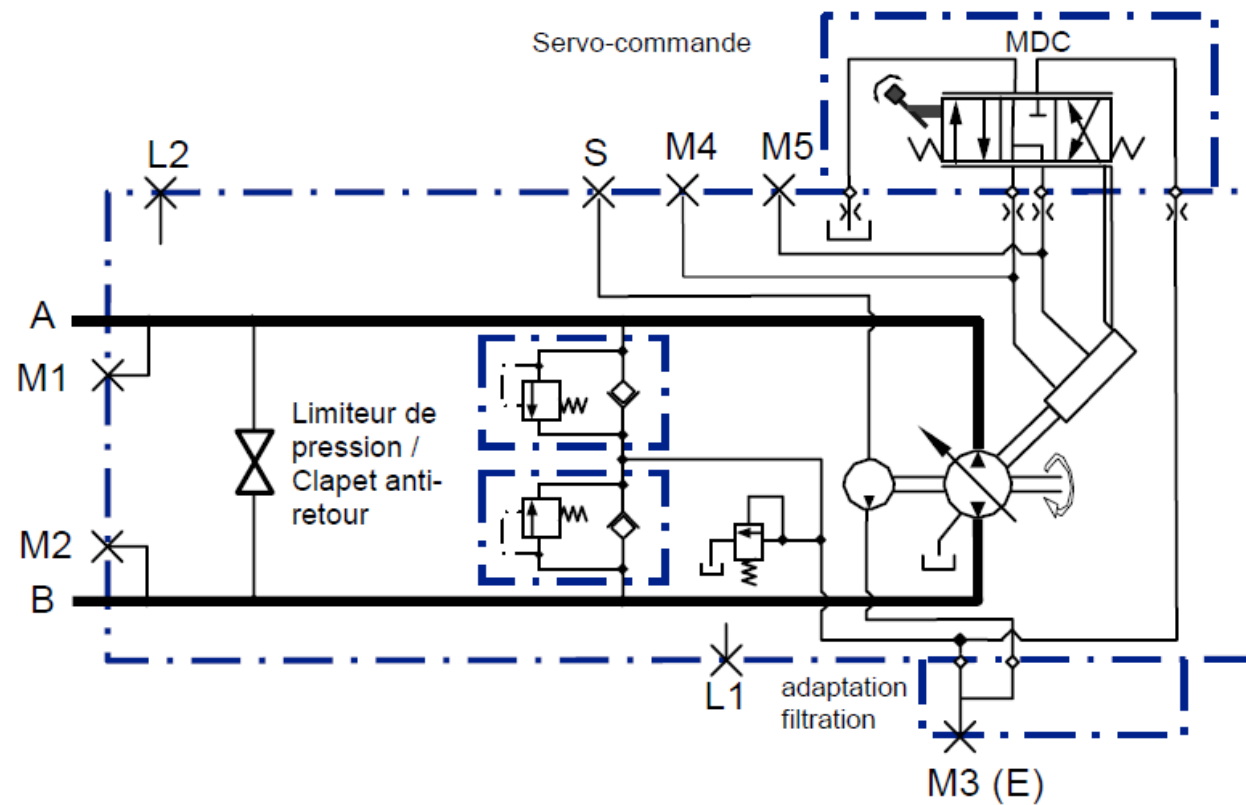 Servo-commande
MDC
L2
S
M4
M5
A
M1
Limiteur de
pression /
Clapet anti-
retour
M2
B
L1
adaptation
filtration
M3 (E)